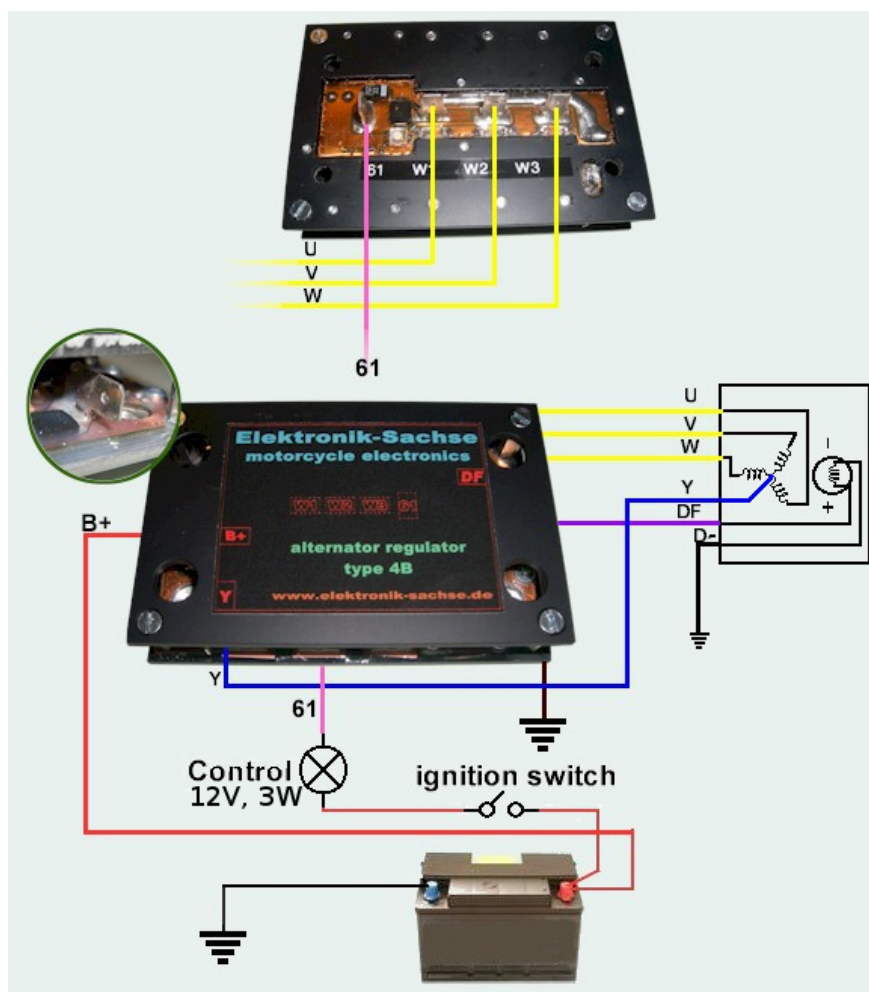 61 W1 W2 W3
U
V
W
61
Elektronik-Sachse
motorcycle electronics
DF
W1 W2 W3 61
B+
alternator regulator
type 4B
Y
www.elektronik-sachse.de
B+
U
V
W
Y
DF
D-
-
+
Y
61
Control
12V, 3W
ignition switch